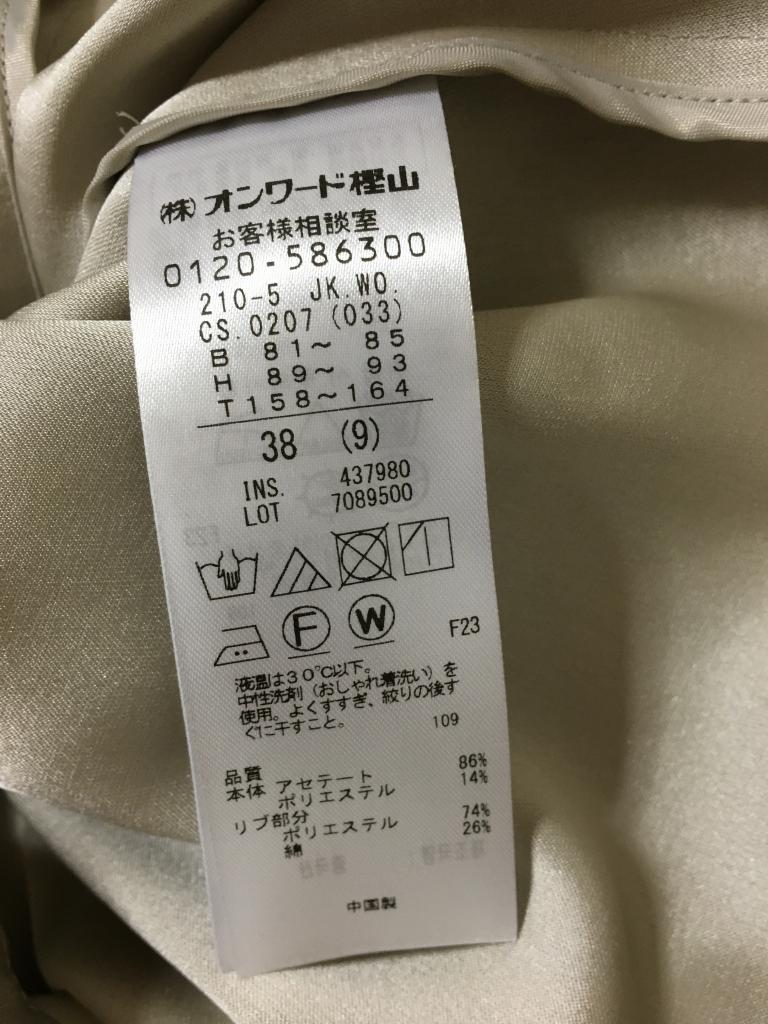 (株)オンワード樫山
お客様相談室
0120-586300
210-5 JK.WO.
CS.0207 (033)
B 81～ 85
H 89～ 93
T158～164
38 (9)
INS. 437980
LOT 7089500
F W F23
液温は30℃以下。
中性洗剤（おしゃれ着洗い）を
使用。よくすすぎ、絞りの後す
ぐに干すこと。 109
品質
本体 アセテート 86%
ポリエステル 14%
リブ部分
ポリエステル 74%
綿 26%
中国製